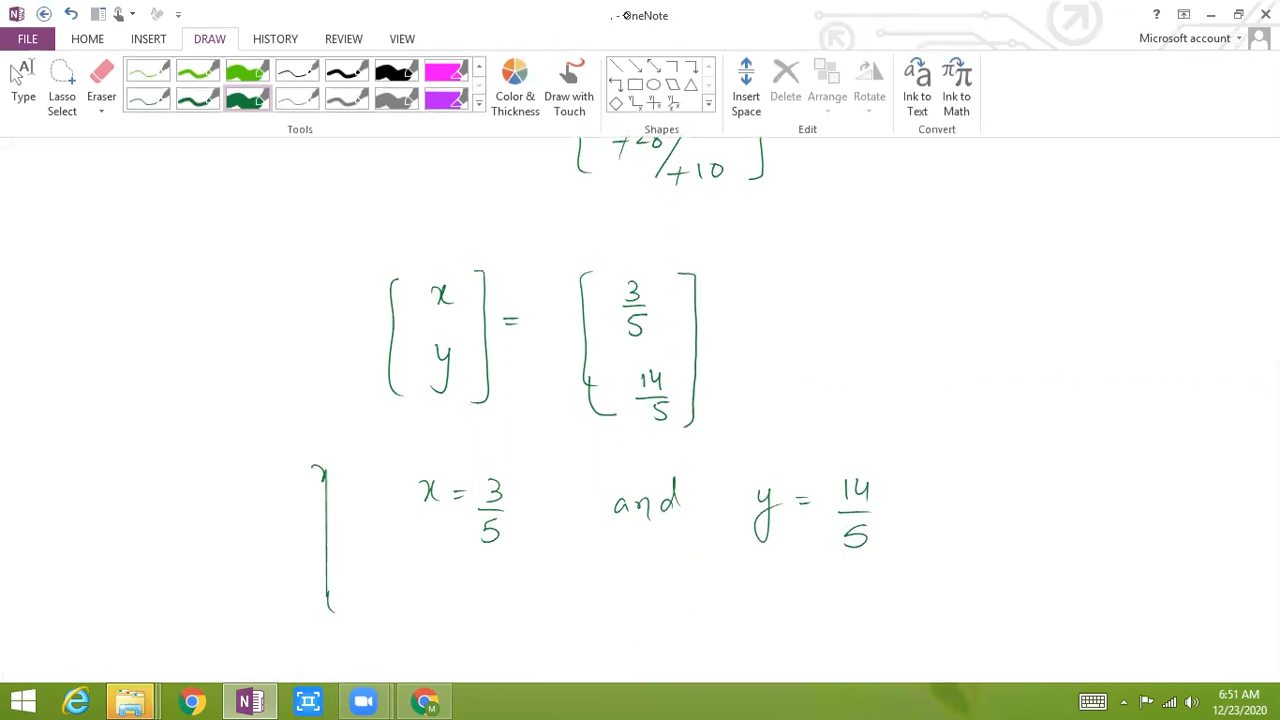 . - OneNote
?
FILE HOME INSERT DRAW HISTORY REVIEW VIEW
Microsoft account
Type Lasso Select Eraser Color & Thickness Draw with Touch Insert Space Delete Arrange Rotate Ink to Text Ink to Math
Tools Shapes Edit Convert
/+10
[x y] = [3/5 14/5]
x = 3/5 and y = 14/5
6:51 AM
12/23/2020